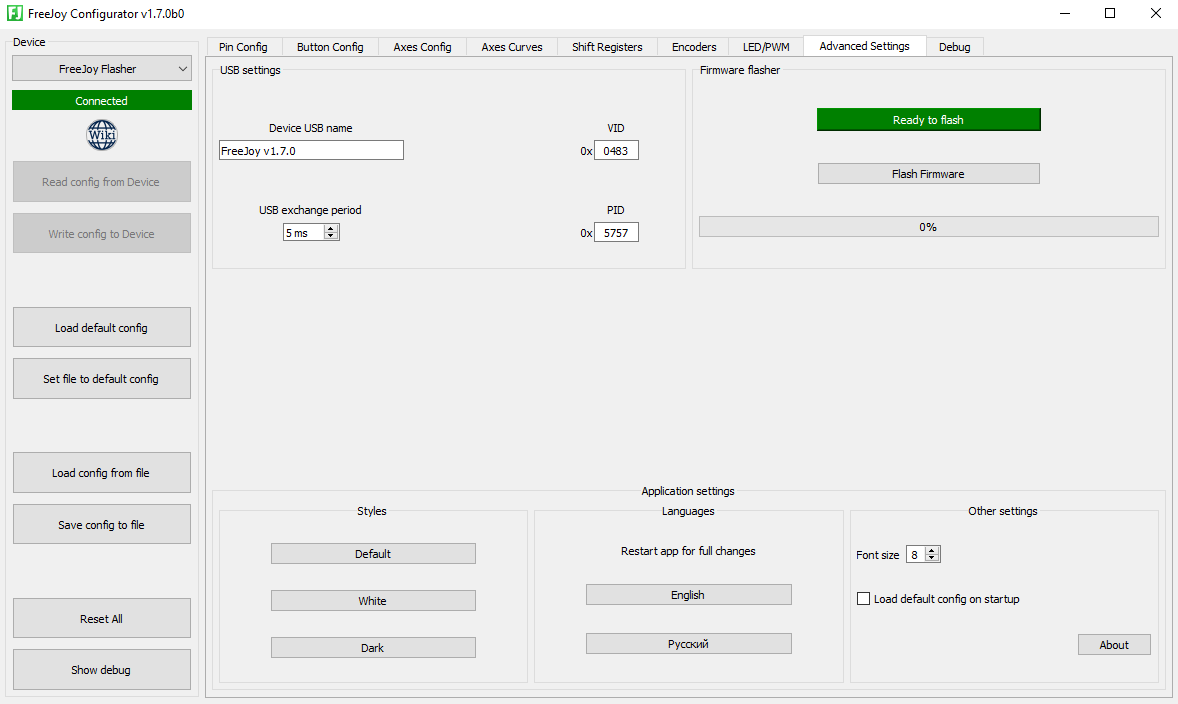 FreeJoy Configurator v1.7.0b0
Device
FreeJoy Flasher
Connected
Wiki
Read config from Device
Write config to Device
Load default config
Set file to default config
Load config from file
Save config to file
Reset All
Show debug
Pin Config
Button Config
Axes Config
Axes Curves
Shift Registers
Encoders
LED/PWM
Advanced Settings
Debug
USB settings
Device USB name
VID
FreeJoy v1.7.0
0x 0483
USB exchange period
PID
5 ms
0x 5757
Firmware flasher
Ready to flash
Flash Firmware
0%
Application settings
Styles
Default
White
Dark
Languages
Restart app for full changes
English
Русский
Other settings
Font size 8
Load default config on startup
About